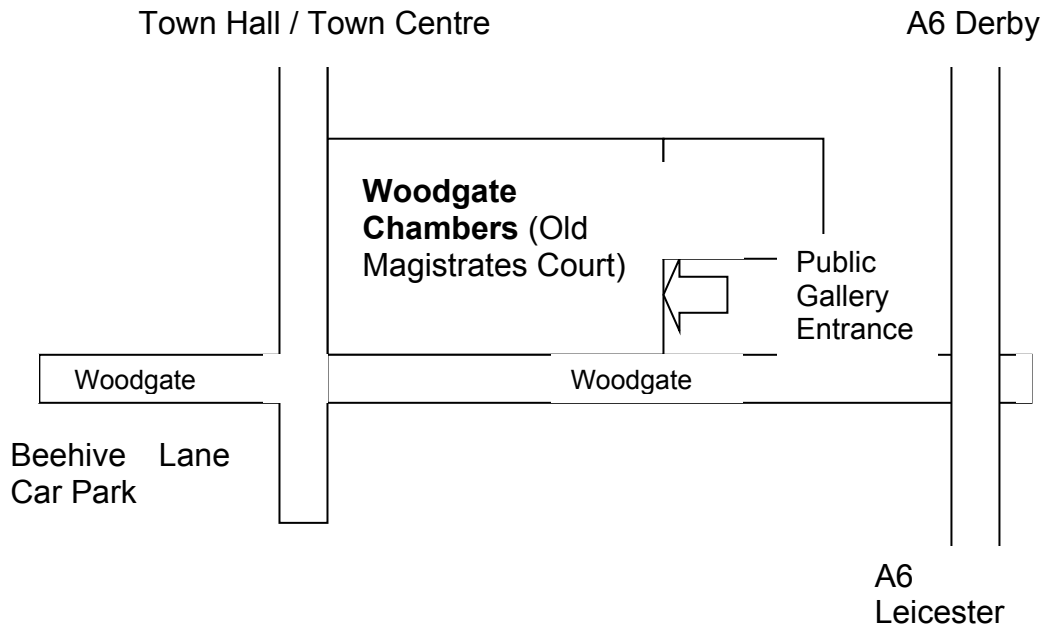 Town Hall / Town Centre
A6 Derby
Woodgate
Chambers (Old
Magistrates Court)
Public
Gallery
Entrance
Woodgate
Woodgate
Beehive Lane
Car Park
A6
Leicester